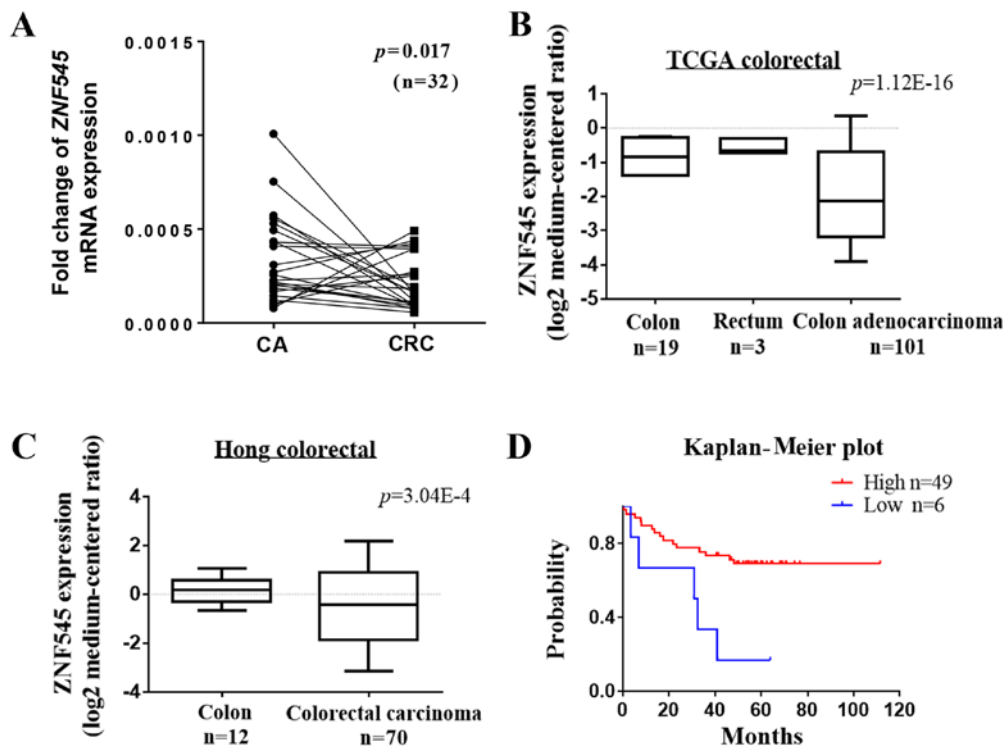 A
Fold change of ZNF545
mRNA expression
0.0015
0.0010
0.0005
0.0000
p=0.017
(n=32)
CA
CRC
B
TCGA colorectal
p=1.12E-16
ZNF545 expression
(log2 medium-centered ratio)
1
0
-1
-2
-3
-4
-5
Colon
n=19
Rectum
n=3
Colon adenocarcinoma
n=101
C
Hong colorectal
p=3.04E-4
ZNF545 expression
(log2 medium-centered ratio)
4
2
0
-2
-4
Colon
n=12
Colorectal carcinoma
n=70
D
Kaplan-Meier plot
High n=49
Low n=6
Probability
0.8
0.4
0.0
0 20 40 60 80 100 120
Months